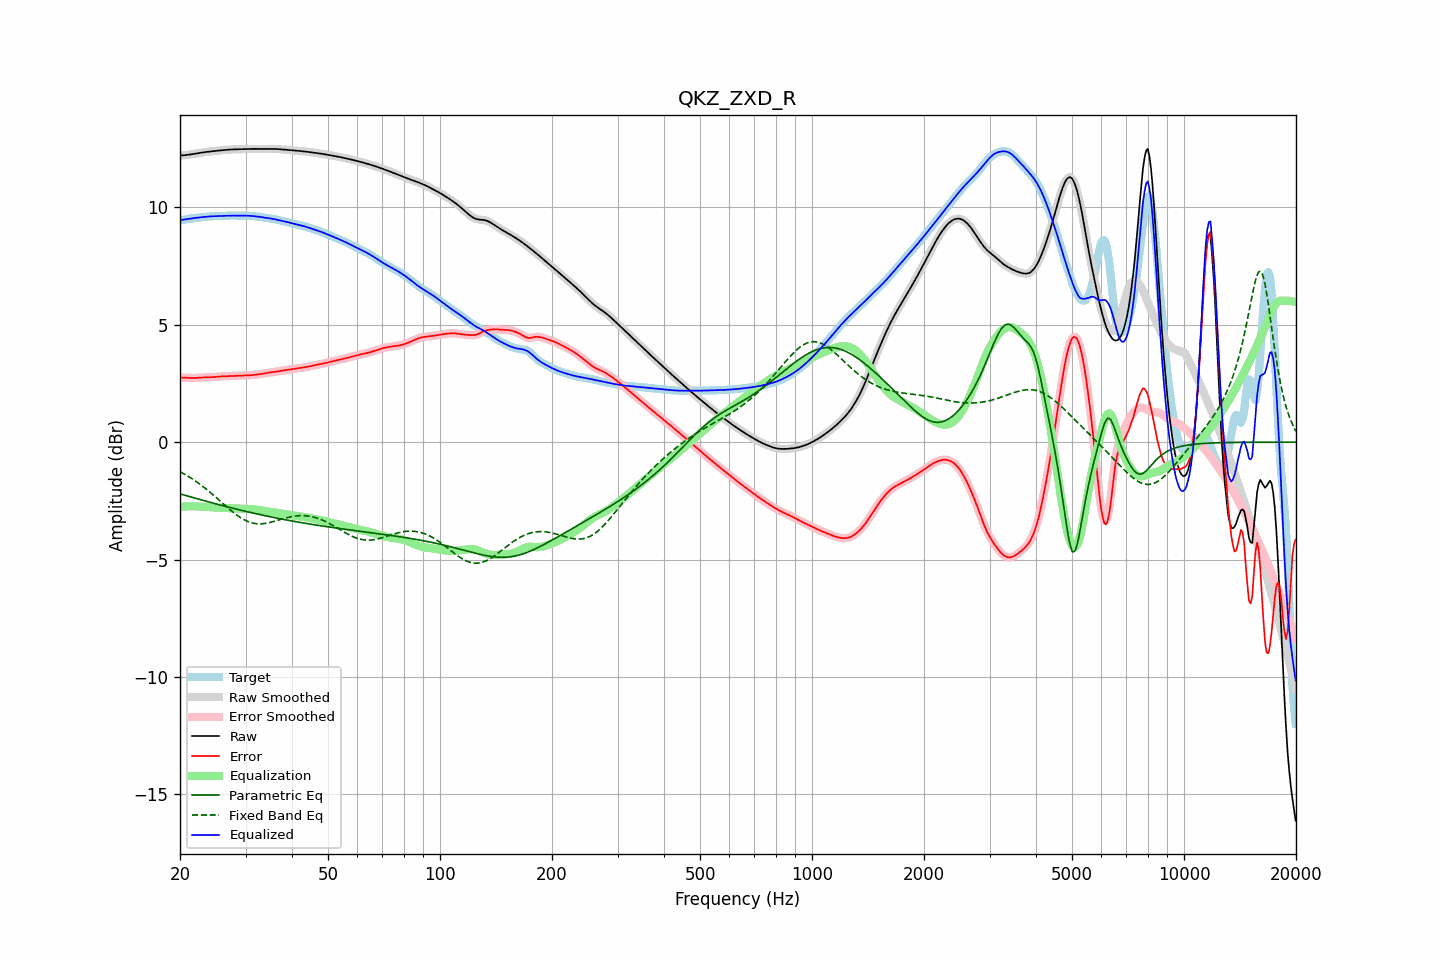 QKZ_ZXD_R
Amplitude (dBr)
10
5
0
−5
−10
−15
Target
Raw Smoothed
Error Smoothed
Raw
Error
Equalization
Parametric Eq
Fixed Band Eq
Equalized
20 50 100 200 500 1000 2000 5000 10000 20000
Frequency (Hz)